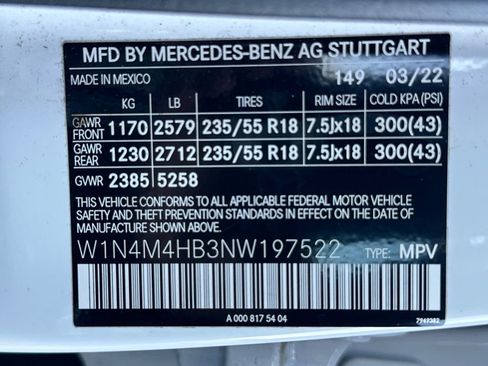 MFD BY MERCEDES-BENZ AG STUTTGART
MADE IN MEXICO 149 03/22
KG LB TIRES RIM SIZE COLD KPA(PSI)
GAWR FRONT 1170 2579 235/55 R18 7.5Jx18 300(43)
GAWR REAR 1230 2712 235/55 R18 7.5Jx18 300(43)
GVWR 2385 5258
THIS VEHICLE CONFORMS TO ALL APPLICABLE FEDERAL MOTOR VEHICLE
SAFETY AND THEFT PREVENTION STANDARDS IN EFFECT ON THE DATE
OF MANUFACTURE SHOWN ABOVE.
W1N4M4HB3NW197522 TYPE: MPV
A 000 817 54 04
7949382